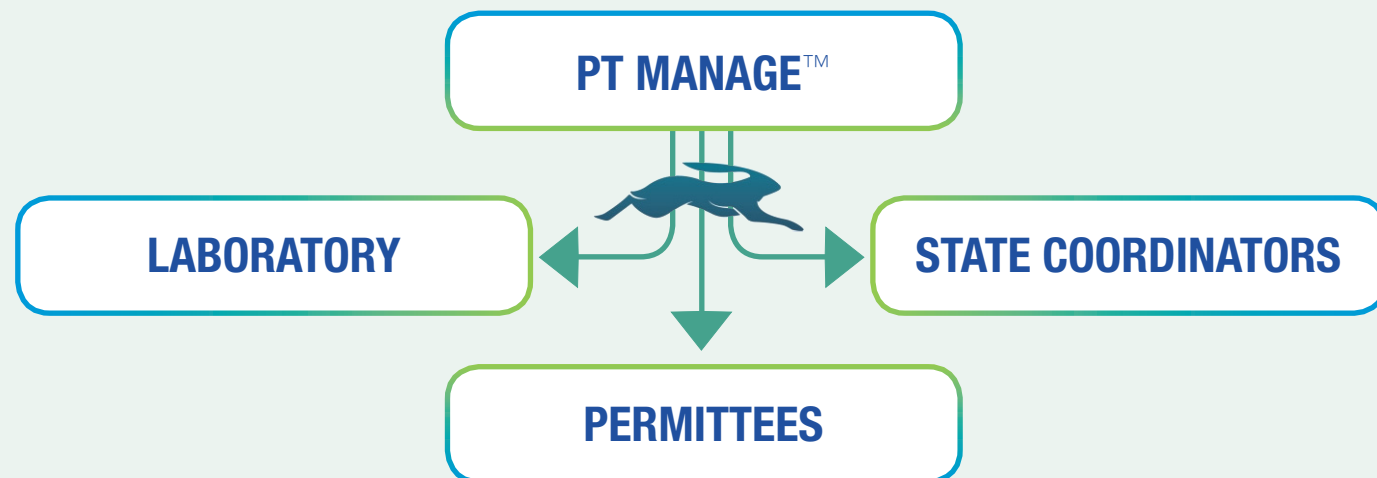 PT MANAGE™
LABORATORY
STATE COORDINATORS
PERMITTEES